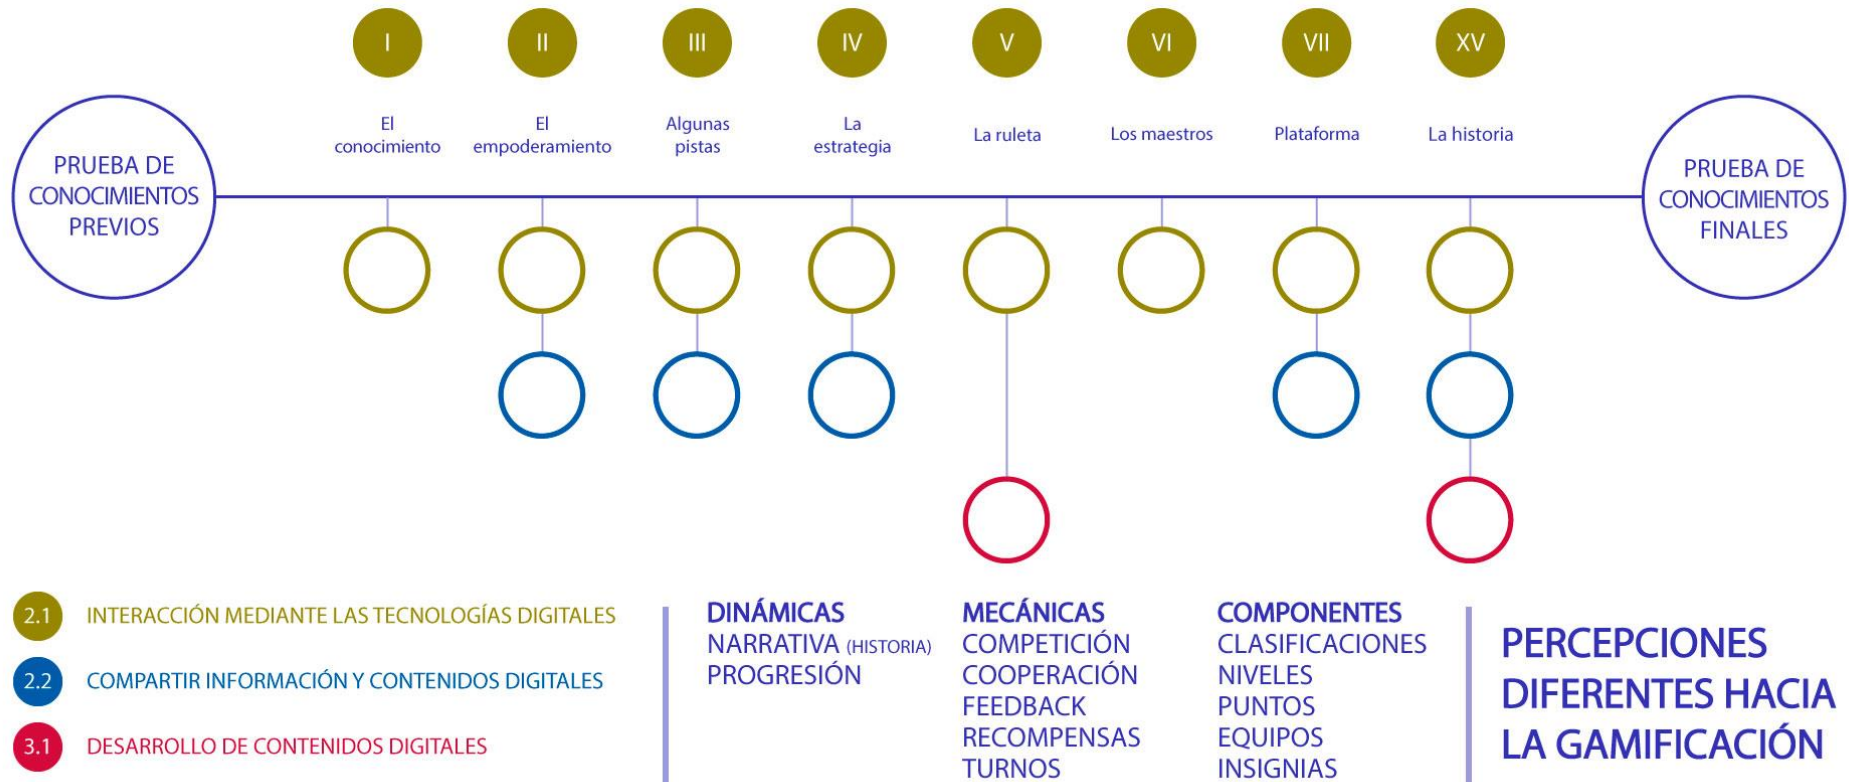 I
II
III
IV
V
VI
VII
XV
El
conocimiento
El
empoderamiento
Algunas
pistas
La
estrategia
La ruleta
Los maestros
Plataforma
La historia
PRUEBA DE
CONOCIMIENTOS
PREVIOS
PRUEBA DE
CONOCIMIENTOS
FINALES
2.1 INTERACCIÓN MEDIANTE LAS TECNOLOGÍAS DIGITALES
2.2 COMPARTIR INFORMACIÓN Y CONTENIDOS DIGITALES
3.1 DESARROLLO DE CONTENIDOS DIGITALES
DINÁMICAS
NARRATIVA (HISTORIA)
PROGRESIÓN
MECÁNICAS
COMPETICIÓN
COOPERACIÓN
FEEDBACK
RECOMPENSAS
TURNOS
COMPONENTES
CLASIFICACIONES
NIVELES
PUNTOS
EQUIPOS
INSIGNIAS
PERCEPCIONES
DIFERENTES HACIA
LA GAMIFICACIÓN